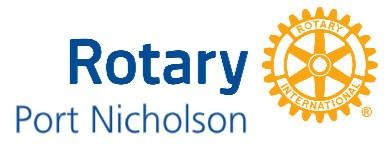 Rotary
Port Nicholson
ROTARY
INTERNATIONAL
®